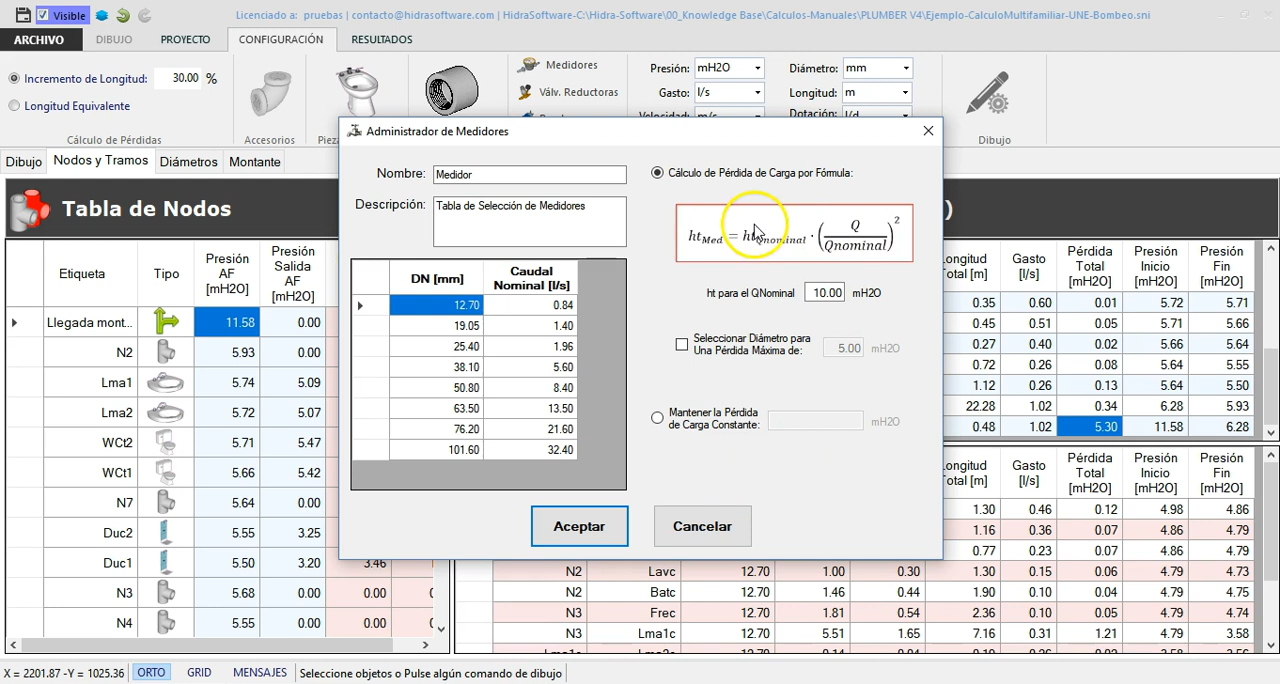 Visible
Licenciado a: pruebas | contacto@hidrasoftware.com | HidraSoftware-C:\Hidra-Software\00_Knowledge Base\Calculos-Manuales\PLUMBER V4\Ejemplo-CalculoMultifamiliar-UNE-Bombeo.sni
ARCHIVO DIBUJO PROYECTO CONFIGURACIÓN RESULTADOS
Incremento de Longitud: 30.00 %
Longitud Equivalente
Cálculo de Pérdidas
Accesorios
Medidores
Válv. Reductoras
Presión: mH2O
Gasto: l/s
Diámetro: mm
Longitud: m
Dotación: l/d
Dibujo
Dibujo Nodos y Tramos Diámetros Montante
Tabla de Nodos
)
Etiqueta Tipo Presión AF [mH2O] Presión Salida AF [mH2O]
Llegada mont... 11.58 0.00
N2 5.93 0.00
Lma1 5.74 5.09
Lma2 5.72 5.07
WCt2 5.71 5.47
WCt1 5.66 5.42
N7 5.64 0.00
Duc2 5.55 3.25
Duc1 5.50 3.20 3.46
N3 5.68 0.00 0.00
N4 5.55 0.00 0.00
Administrador de Medidores
Nombre: Medidor
Descripción: Tabla de Selección de Medidores
DN [mm] Caudal Nominal [l/s]
12.70 0.84
19.05 1.40
25.40 1.96
38.10 5.60
50.80 8.40
63.50 13.50
76.20 21.60
101.60 32.40
Cálculo de Pérdida de Carga por Fórmula:
ht Med = ht Qnominal · (Q / Qnominal)²
ht para el QNominal 10.00 mH2O
Seleccionar Diámetro para
Una Pérdida Máxima de: 5.00 mH2O
Mantener la Pérdida
de Carga Constante: mH2O
Aceptar Cancelar
Gasto [l/s] Pérdida Total [mH2O] Presión Inicio [mH2O] Presión Fin [mH2O]
0.35 0.60 0.01 5.72 5.71
0.45 0.51 0.05 5.71 5.66
0.27 0.40 0.02 5.66 5.64
0.72 0.26 0.08 5.64 5.55
1.12 0.26 0.13 5.64 5.50
22.28 1.02 0.34 6.28 5.93
0.48 1.02 5.30 11.58 6.28
Gasto [l/s] Pérdida Total [mH2O] Presión Inicio [mH2O] Presión Fin [mH2O]
1.30 0.46 0.12 4.98 4.86
1.16 0.36 0.07 4.86 4.79
0.77 0.23 0.07 4.86 4.79
N2 Lavc 12.70 1.00 0.30 1.30 0.15 0.06 4.79 4.73
N2 Batc 12.70 1.46 0.44 1.90 0.10 0.04 4.79 4.75
N3 Frec 12.70 1.81 0.54 2.36 0.10 0.05 4.79 4.74
N3 Lma1c 12.70 5.51 1.65 7.16 0.31 1.21 4.79 3.58
X = 2201.87 -Y = 1025.36 ORTO GRID MENSAJES Seleccione objetos o Pulse algún comando de dibujo